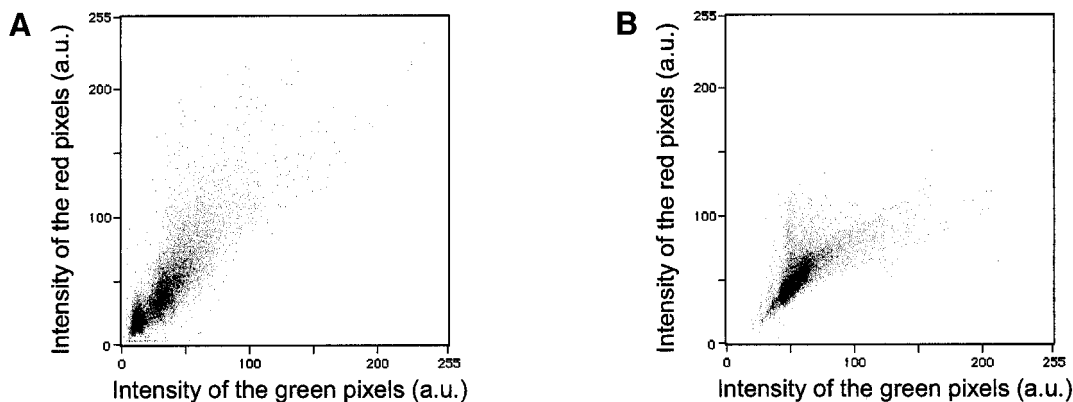 A
255
200
100
0
Intensity of the red pixels (a.u.)
0
100
200
255
Intensity of the green pixels (a.u.)
B
255
200
100
0
Intensity of the red pixels (a.u.)
0
100
200
255
Intensity of the green pixels (a.u.)